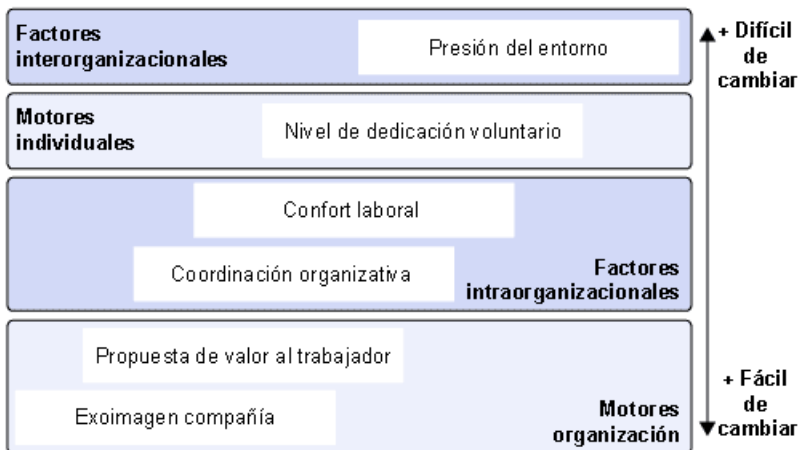 Factores
interorganizacionales
Presión del entorno
+ Difícil
de
cambiar
Motores
individuales
Nivel de dedicación voluntario
Confort laboral
Coordinación organizativa
Factores
intraorganizacionales
Propuesta de valor al trabajador
Exoimagen compañía
Motores
organización
+ Fácil
de
cambiar